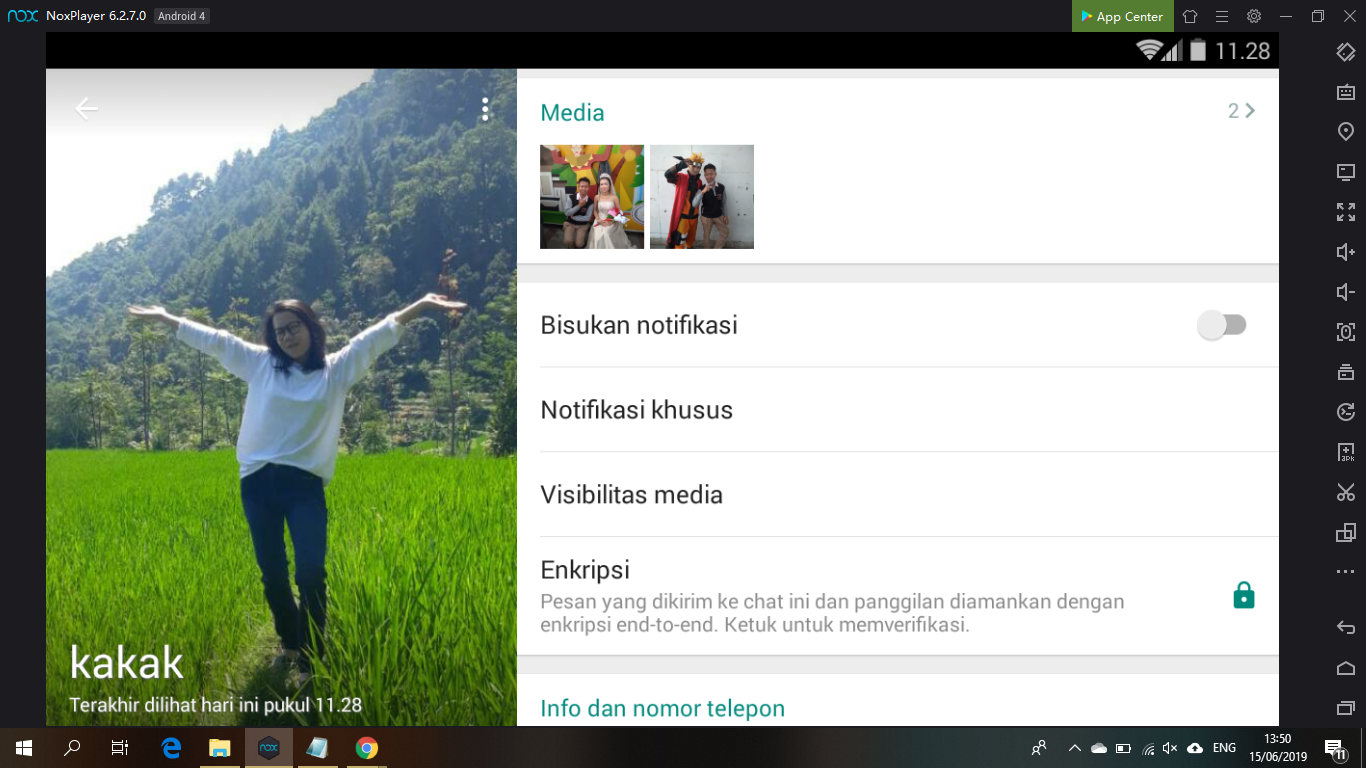 nox NoxPlayer 6.2.7.0 Android 4
App Center
11.28
Media
2
Bisukan notifikasi
Notifikasi khusus
Visibilitas media
Enkripsi
Pesan yang dikirim ke chat ini dan panggilan diamankan dengan
enkripsi end-to-end. Ketuk untuk memverifikasi.
Info dan nomor telepon
kakak
Terakhir dilihat hari ini pukul 11.28
nox
ENG
13:50
15/06/2019
11